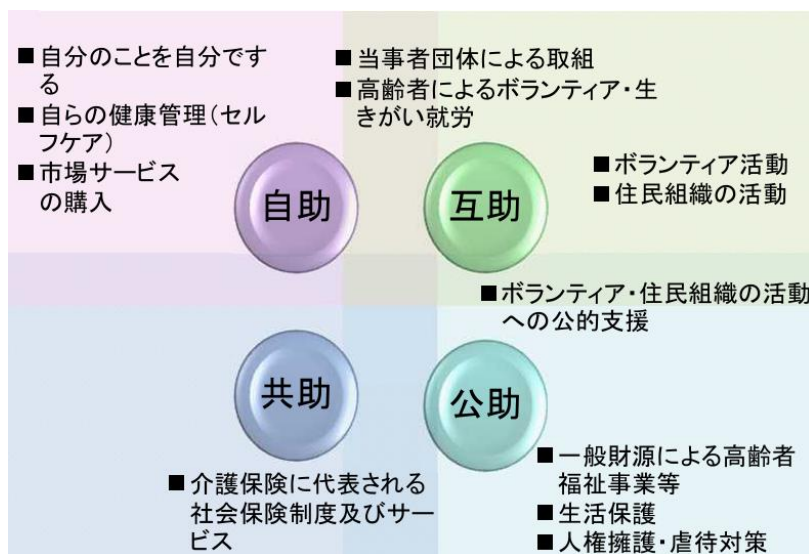 ■自分のことを自分です
る
■自らの健康管理(セル
フケア)
■市場サービス
の購入
■当事者団体による取組
■高齢者によるボランティア・生
きがい就労
自助
互助
■ボランティア活動
■住民組織の活動
■ボランティア・住民組織の活動
への公的支援
共助
公助
■介護保険に代表される
社会保険制度及びサー
ビス
■一般財源による高齢者
福祉事業等
■生活保護
■人権擁護・虐待対策